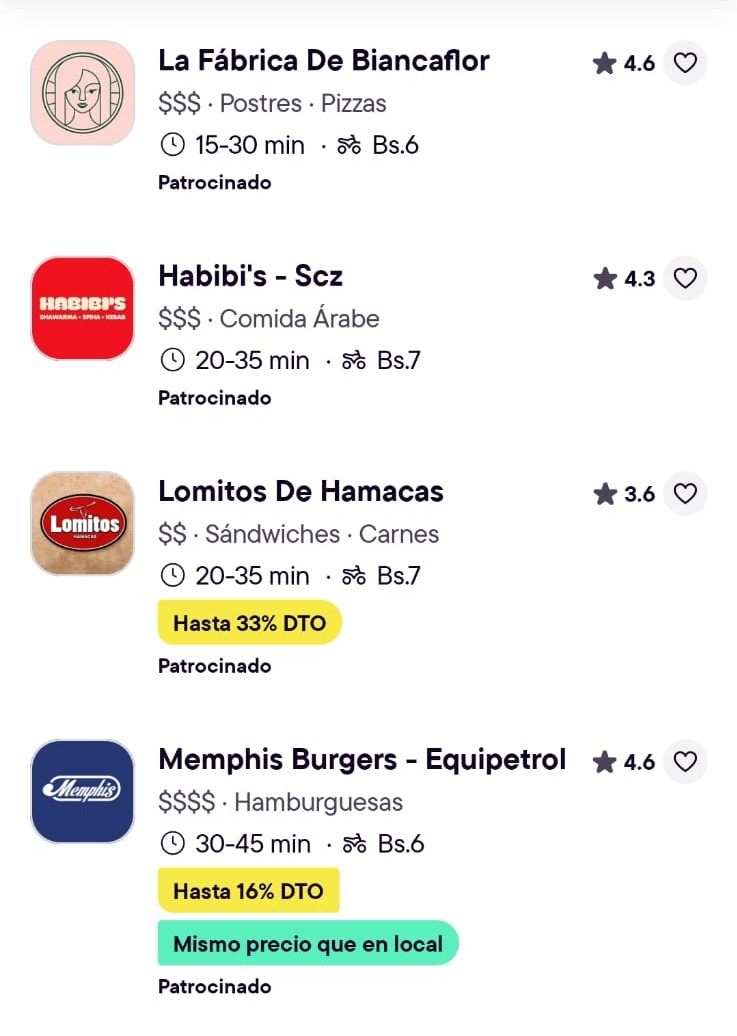 La Fábrica De Biancaflor
4.6
$$$ · Postres · Pizzas
15-30 min · Bs.6
Patrocinado
HABIBI'S
SHAWARMA • SFIHA • KEBAB
Habibi's - Scz
4.3
$$$ · Comida Árabe
20-35 min · Bs.7
Patrocinado
Lomitos
HAMACAS
Lomitos De Hamacas
3.6
$$ · Sándwiches · Carnes
20-35 min · Bs.7
Hasta 33% DTO
Patrocinado
Memphis
Memphis Burgers - Equipetrol
4.6
$$$$ · Hamburguesas
30-45 min · Bs.6
Hasta 16% DTO
Mismo precio que en local
Patrocinado